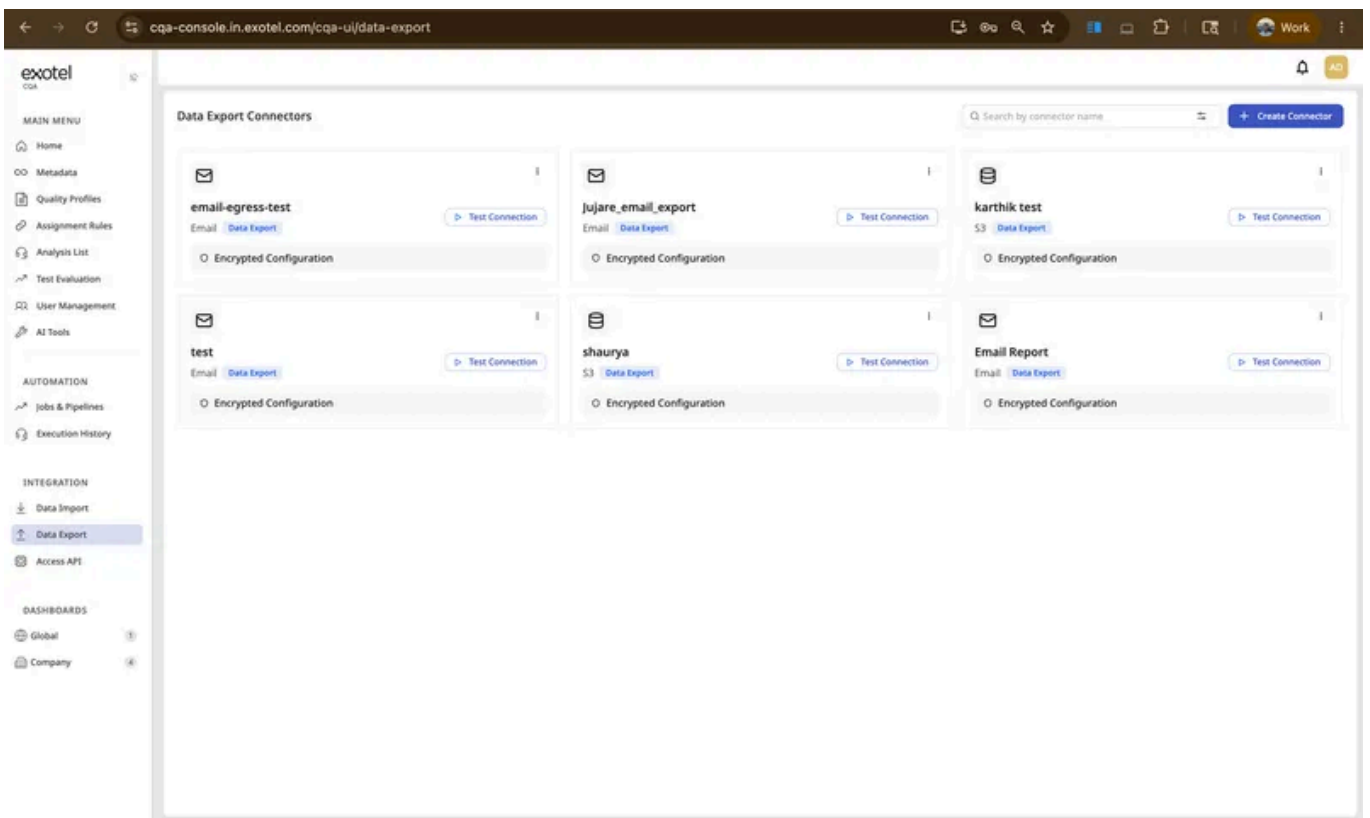 cqa-console.in.exotel.com/cqa-ui/data-export
Work
exotel
CQA
AD
MAIN MENU
Home
Metadata
Quality Profiles
Assignment Rules
Analysis List
Test Evaluation
User Management
AI Tools
AUTOMATION
Jobs & Pipelines
Execution History
INTEGRATION
Data Import
Data Export
Access API
DASHBOARDS
Global 1
Company 4
Data Export Connectors
Search by connector name
+ Create Connector
email-egress-test
Test Connection
Email Data Export
Encrypted Configuration
Jujare_email_export
Test Connection
Email Data Export
Encrypted Configuration
karthik test
Test Connection
S3 Data Export
Encrypted Configuration
test
Test Connection
Email Data Export
Encrypted Configuration
shaurya
Test Connection
S3 Data Export
Encrypted Configuration
Email Report
Test Connection
Email Data Export
Encrypted Configuration